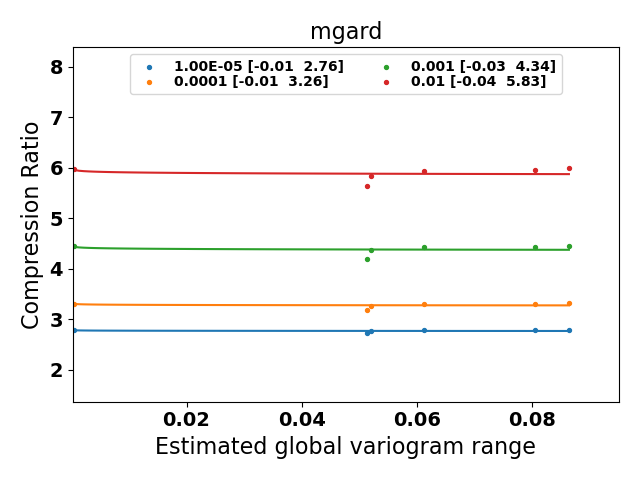 mgard
1.00E-05 [-0.01  2.76]
0.0001 [-0.01  3.26]
0.001 [-0.03  4.34]
0.01 [-0.04  5.83]
Compression Ratio
8
7
6
5
4
3
2
0.02 0.04 0.06 0.08
Estimated global variogram range